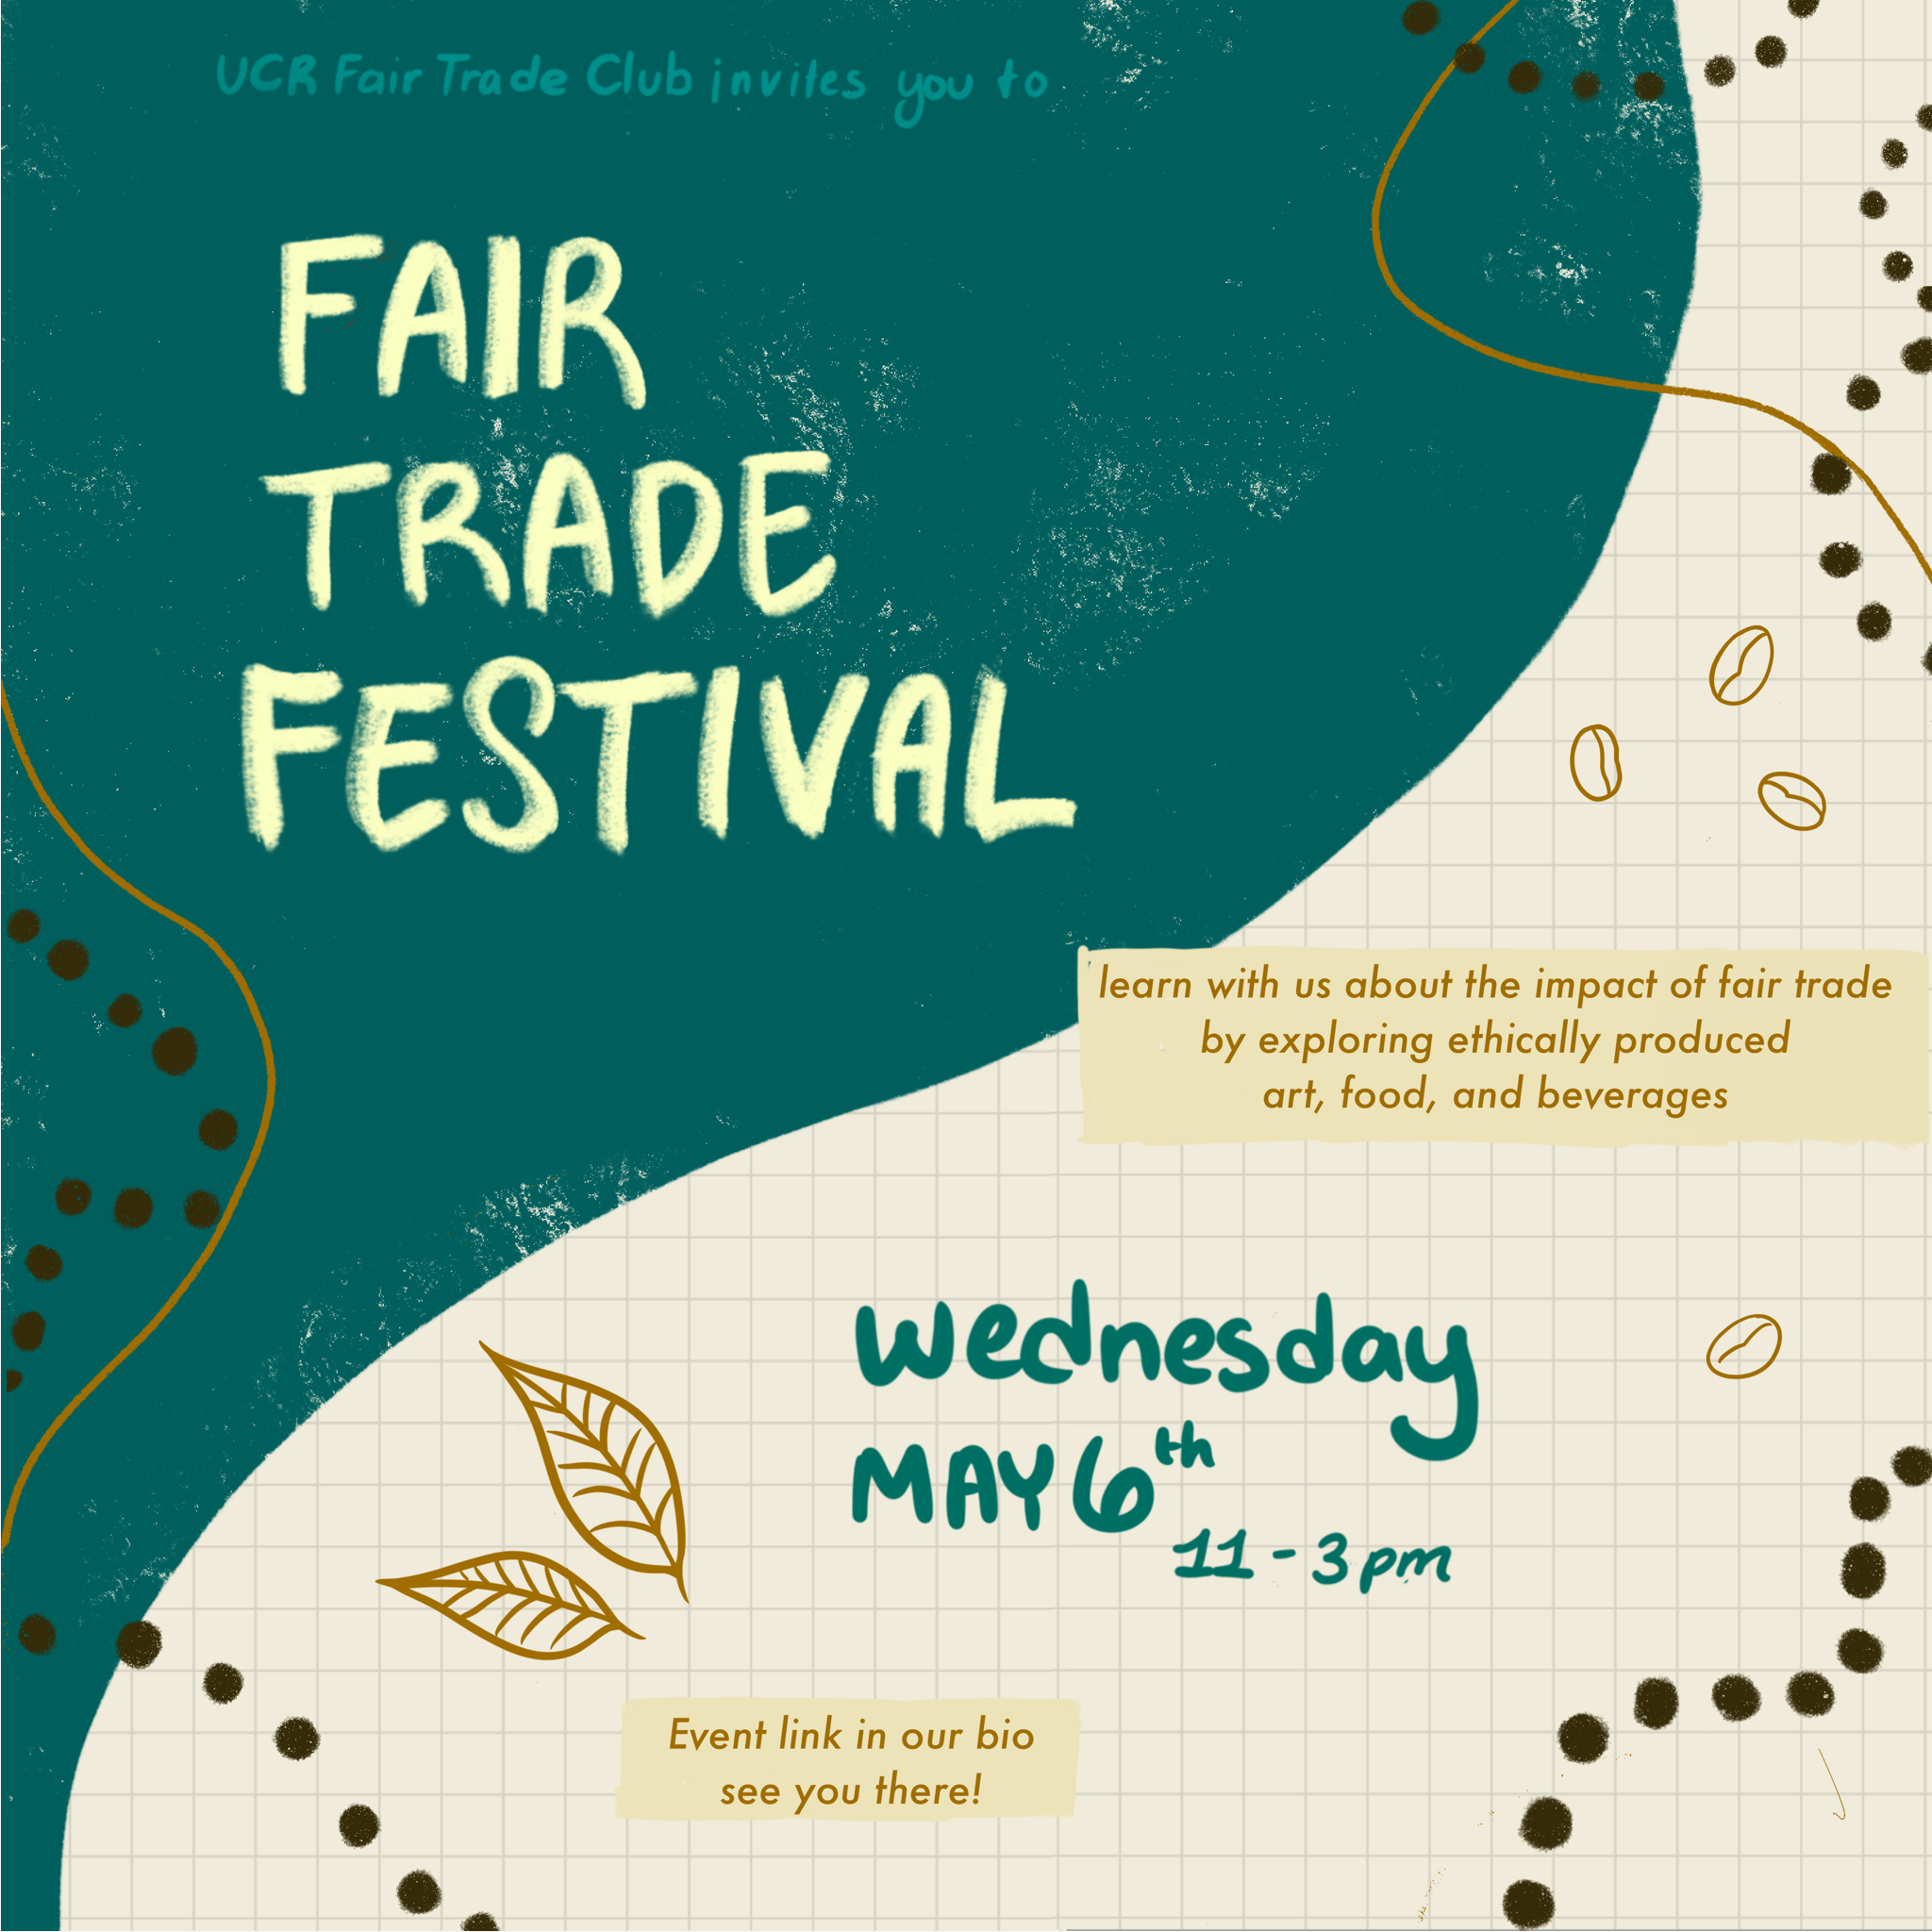 UCR Fair Trade Club invites you to
FAIR
TRADE
FESTIVAL
learn with us about the impact of fair trade
by exploring ethically produced
art, food, and beverages
wednesday
MAY 6th
11 - 3 pm
Event link in our bio
see you there!